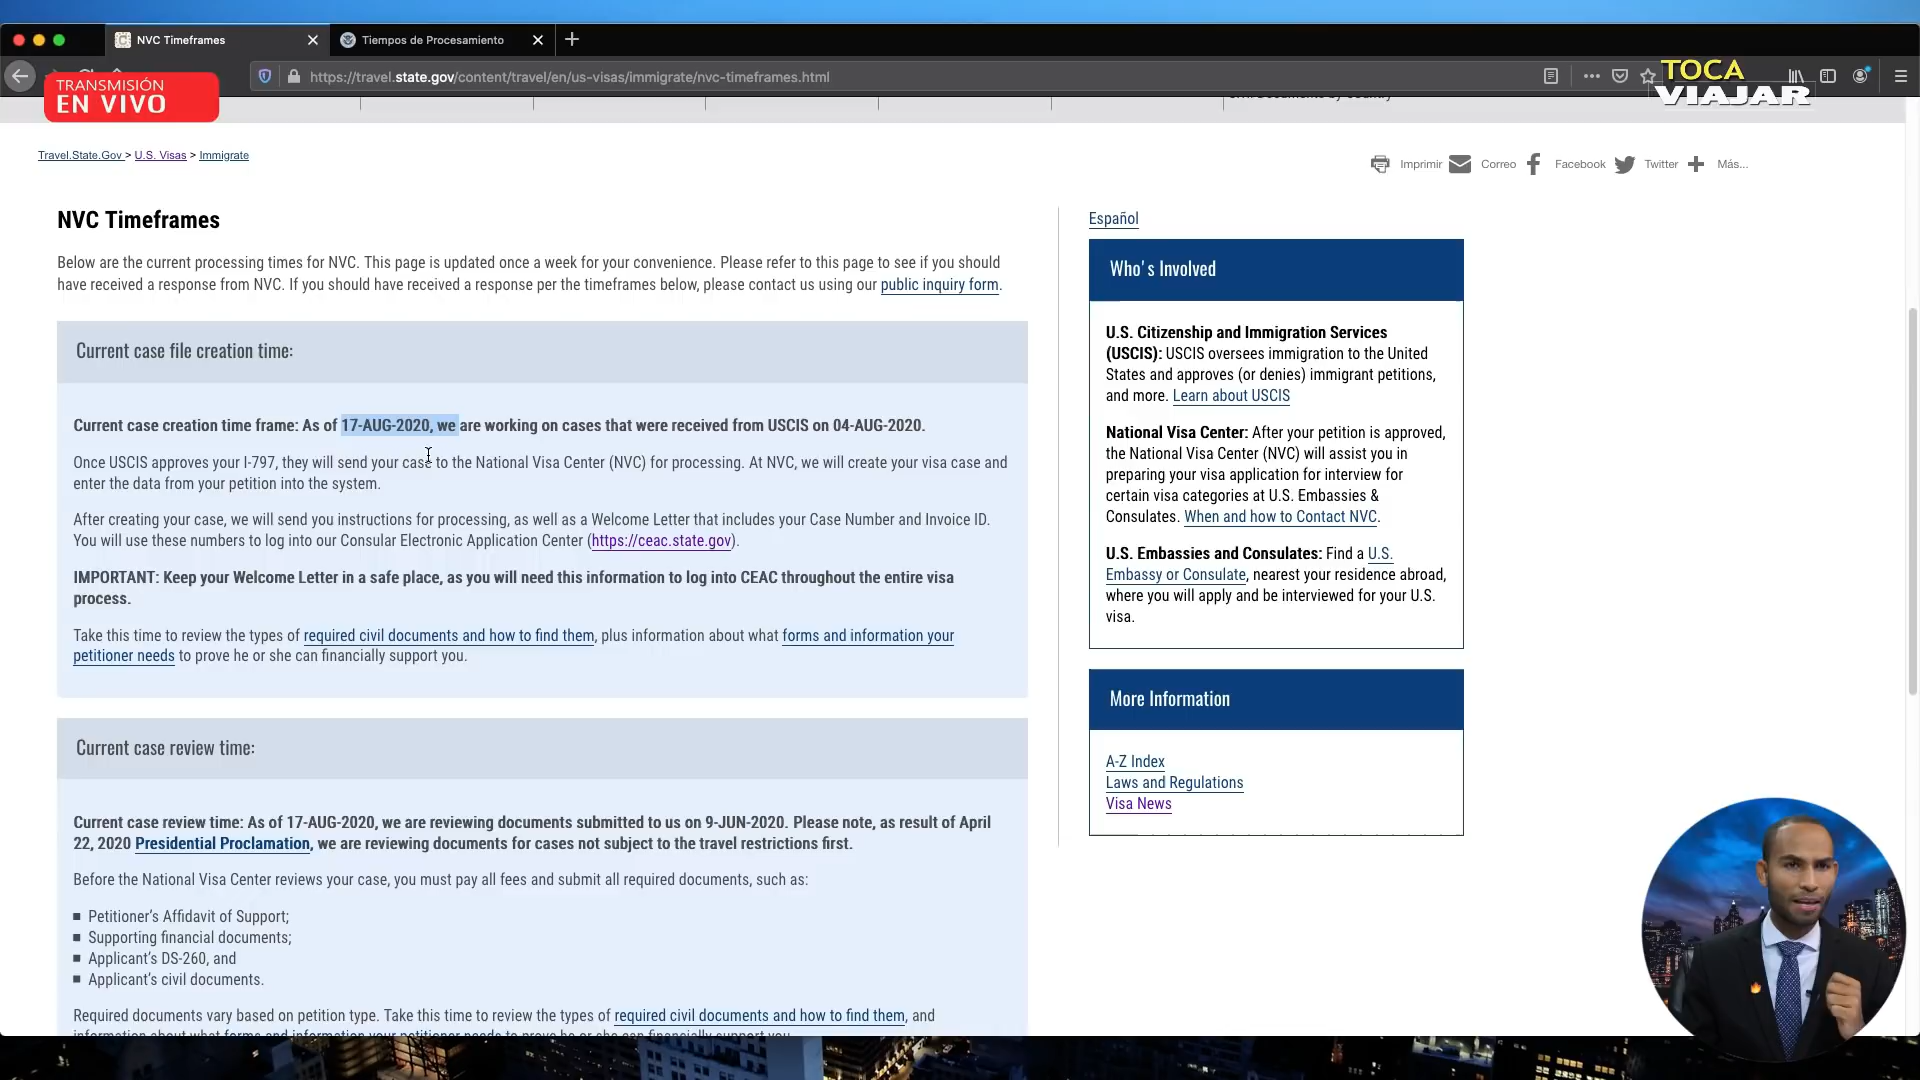 NVC Timeframes
Tiempos de Procesamiento
https://travel.state.gov/content/travel/en/us-visas/immigrate/nvc-timeframes.html
TRANSMISIÓN
EN VIVO
TOCA
VIAJAR
Travel.State.Gov > U.S. Visas > Immigrate
Imprimir Correo Facebook Twitter Más...
NVC Timeframes
Below are the current processing times for NVC. This page is updated once a week for your convenience. Please refer to this page to see if you should
have received a response from NVC. If you should have received a response per the timeframes below, please contact us using our public inquiry form.
Current case file creation time:
Current case creation time frame: As of 17-AUG-2020, we are working on cases that were received from USCIS on 04-AUG-2020.
Once USCIS approves your I-797, they will send your case to the National Visa Center (NVC) for processing. At NVC, we will create your visa case and
enter the data from your petition into the system.
After creating your case, we will send you instructions for processing, as well as a Welcome Letter that includes your Case Number and Invoice ID.
You will use these numbers to log into our Consular Electronic Application Center (https://ceac.state.gov).
IMPORTANT: Keep your Welcome Letter in a safe place, as you will need this information to log into CEAC throughout the entire visa
process.
Take this time to review the types of required civil documents and how to find them, plus information about what forms and information your
petitioner needs to prove he or she can financially support you.
Current case review time:
Current case review time: As of 17-AUG-2020, we are reviewing documents submitted to us on 9-JUN-2020. Please note, as result of April
22, 2020 Presidential Proclamation, we are reviewing documents for cases not subject to the travel restrictions first.
Before the National Visa Center reviews your case, you must pay all fees and submit all required documents, such as:
Petitioner's Affidavit of Support;
Supporting financial documents;
Applicant's DS-260, and
Applicant's civil documents.
Required documents vary based on petition type. Take this time to review the types of required civil documents and how to find them, and
information about what forms and information your petitioner needs to prove he or she can financially support you.
Español
Who's Involved
U.S. Citizenship and Immigration Services
(USCIS): USCIS oversees immigration to the United
States and approves (or denies) immigrant petitions,
and more. Learn about USCIS
National Visa Center: After your petition is approved,
the National Visa Center (NVC) will assist you in
preparing your visa application for interview for
certain visa categories at U.S. Embassies &
Consulates. When and how to Contact NVC.
U.S. Embassies and Consulates: Find a U.S.
Embassy or Consulate, nearest your residence abroad,
where you will apply and be interviewed for your U.S.
visa.
More Information
A-Z Index
Laws and Regulations
Visa News